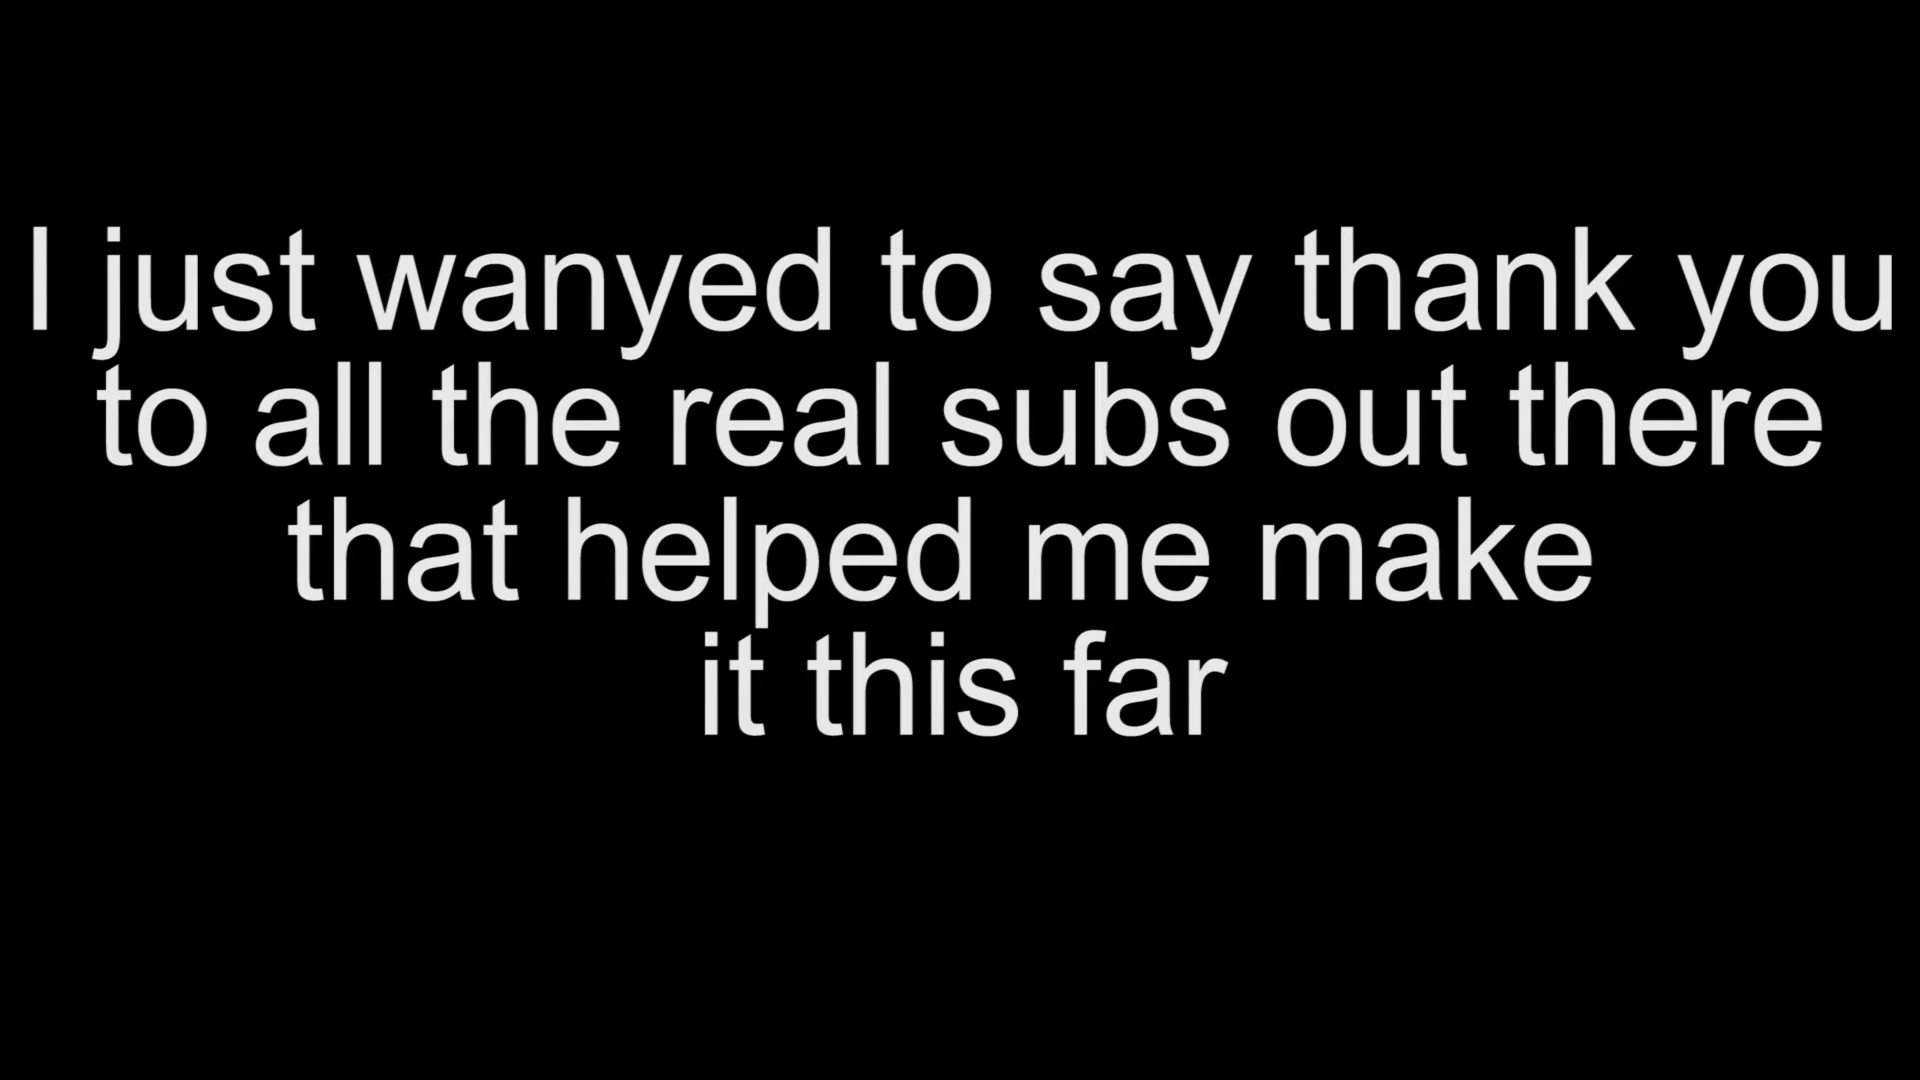 I just wanyed to say thank you
to all the real subs out there
that helped me make
it this far